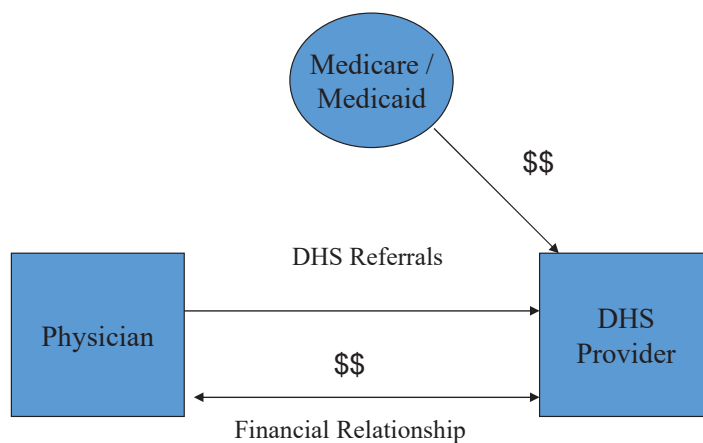 Medicare /
Medicaid
$$
DHS Referrals
Physician
DHS
Provider
$$
Financial Relationship